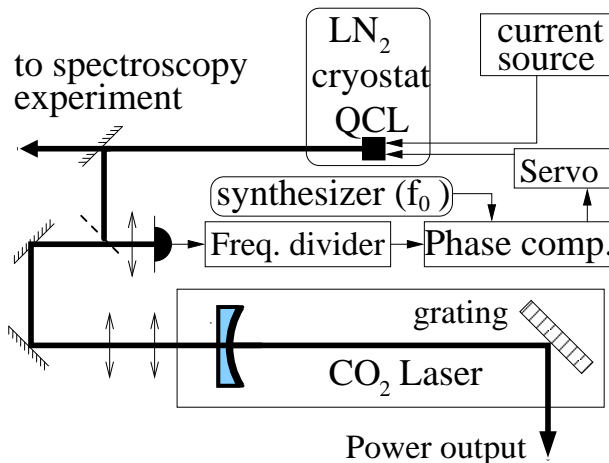 LN₂
cryostat
QCL
current
source
to spectroscopy
experiment
Servo
synthesizer (f₀ )
Freq. divider
Phase comp.
grating
CO₂ Laser
Power output